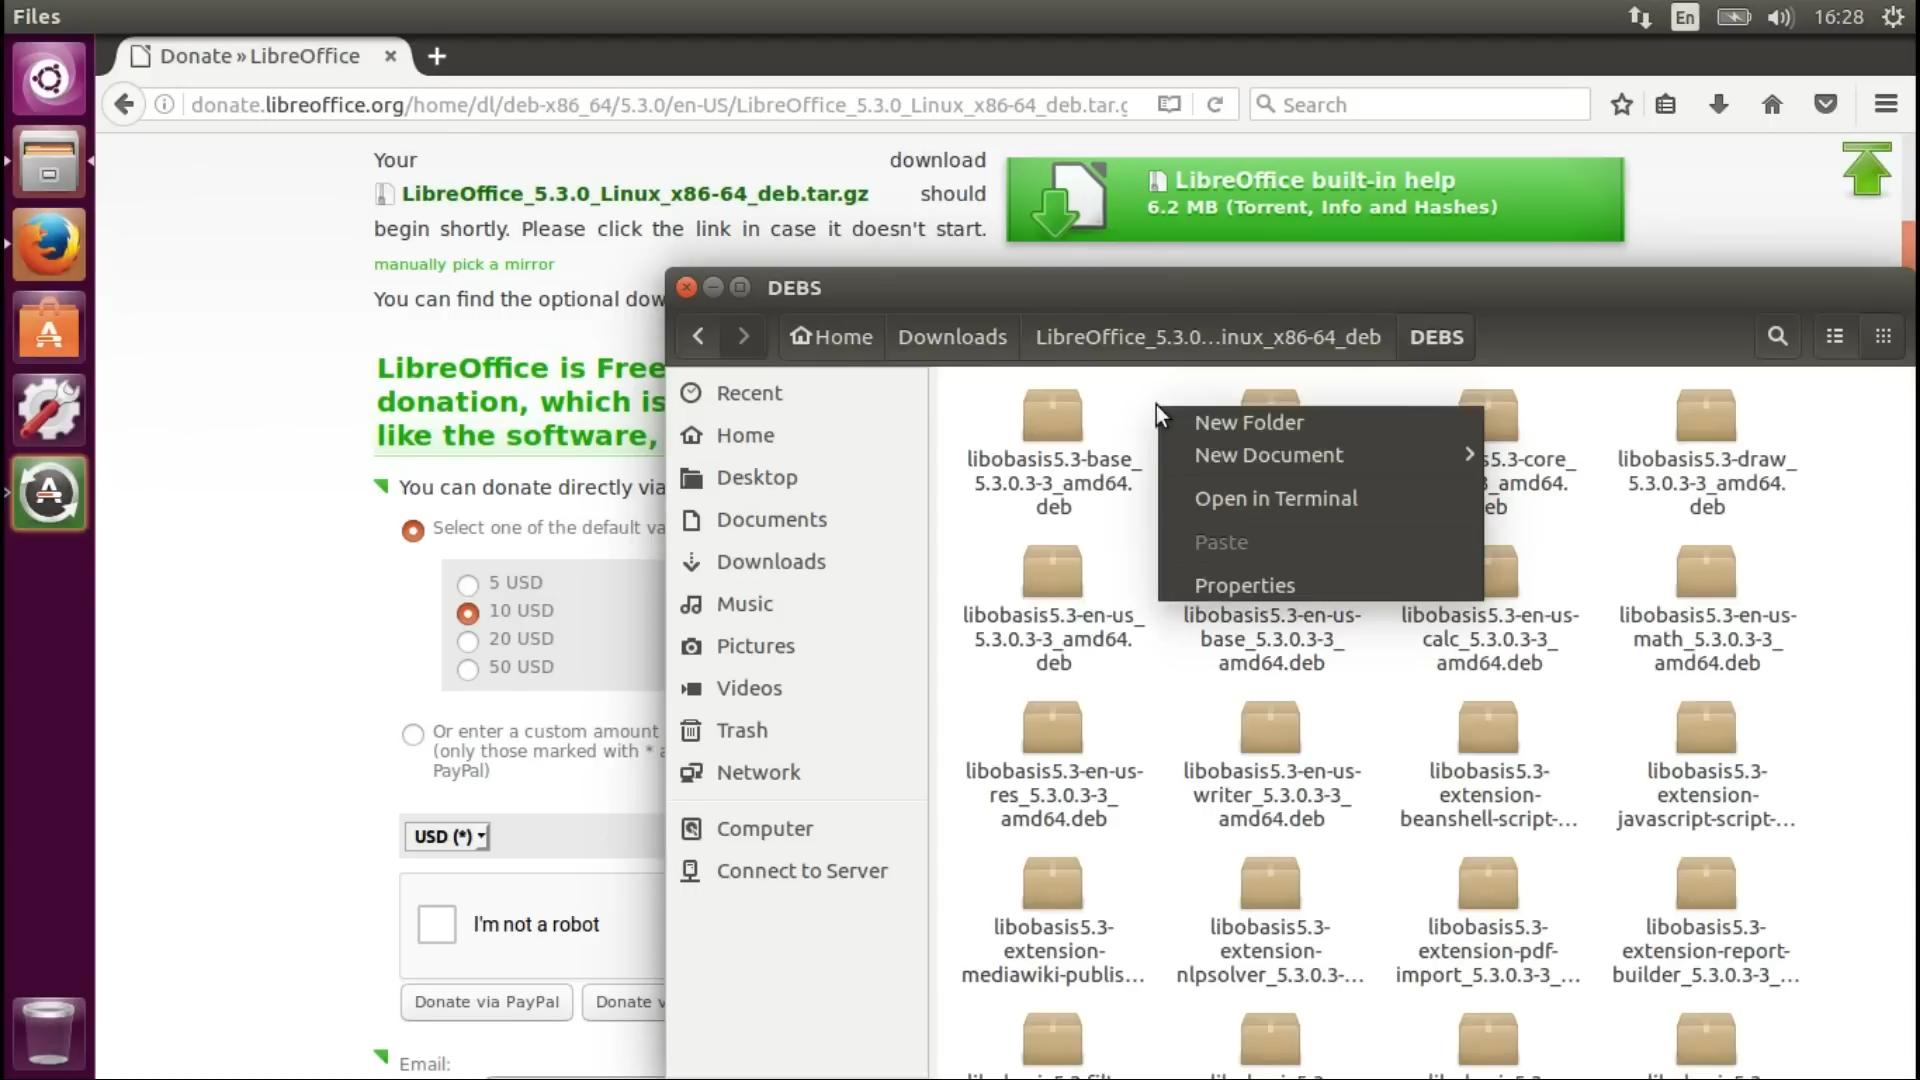 Files
En
16:28
Donate » LibreOffice
donate.libreoffice.org/home/dl/deb-x86_64/5.3.0/en-US/LibreOffice_5.3.0_Linux_x86-64_deb.tar.g
Search
Your download
LibreOffice_5.3.0_Linux_x86-64_deb.tar.gz should
begin shortly. Please click the link in case it doesn't start.
manually pick a mirror
You can find the optional dow
LibreOffice built-in help
6.2 MB (Torrent, Info and Hashes)
LibreOffice is Free
donation, which is
like the software,
You can donate directly via
Select one of the default va
5 USD
10 USD
20 USD
50 USD
Or enter a custom amount
(only those marked with * a
PayPal)
USD (*)
I'm not a robot
Donate via PayPal
Donate v
Email:
DEBS
Home
Downloads
LibreOffice_5.3.0...inux_x86-64_deb
DEBS
Recent
Home
Desktop
Documents
Downloads
Music
Pictures
Videos
Trash
Network
Computer
Connect to Server
New Folder
New Document
Open in Terminal
Paste
Properties
libobasis5.3-base_
5.3.0.3-3_amd64.
deb
s5.3-core_
3_amd64.
eb
libobasis5.3-draw_
5.3.0.3-3_amd64.
deb
libobasis5.3-en-us_
5.3.0.3-3_amd64.
deb
libobasis5.3-en-us-
base_5.3.0.3-3_
amd64.deb
libobasis5.3-en-us-
calc_5.3.0.3-3_
amd64.deb
libobasis5.3-en-us-
math_5.3.0.3-3_
amd64.deb
libobasis5.3-en-us-
res_5.3.0.3-3_
amd64.deb
libobasis5.3-en-us-
writer_5.3.0.3-3_
amd64.deb
libobasis5.3-
extension-
beanshell-script-...
libobasis5.3-
extension-
javascript-script-...
libobasis5.3-
extension-
mediawiki-publis...
libobasis5.3-
extension-
nlpsolver_5.3.0.3-...
libobasis5.3-
extension-pdf-
import_5.3.0.3-3_...
libobasis5.3-
extension-report-
builder_5.3.0.3-3_...